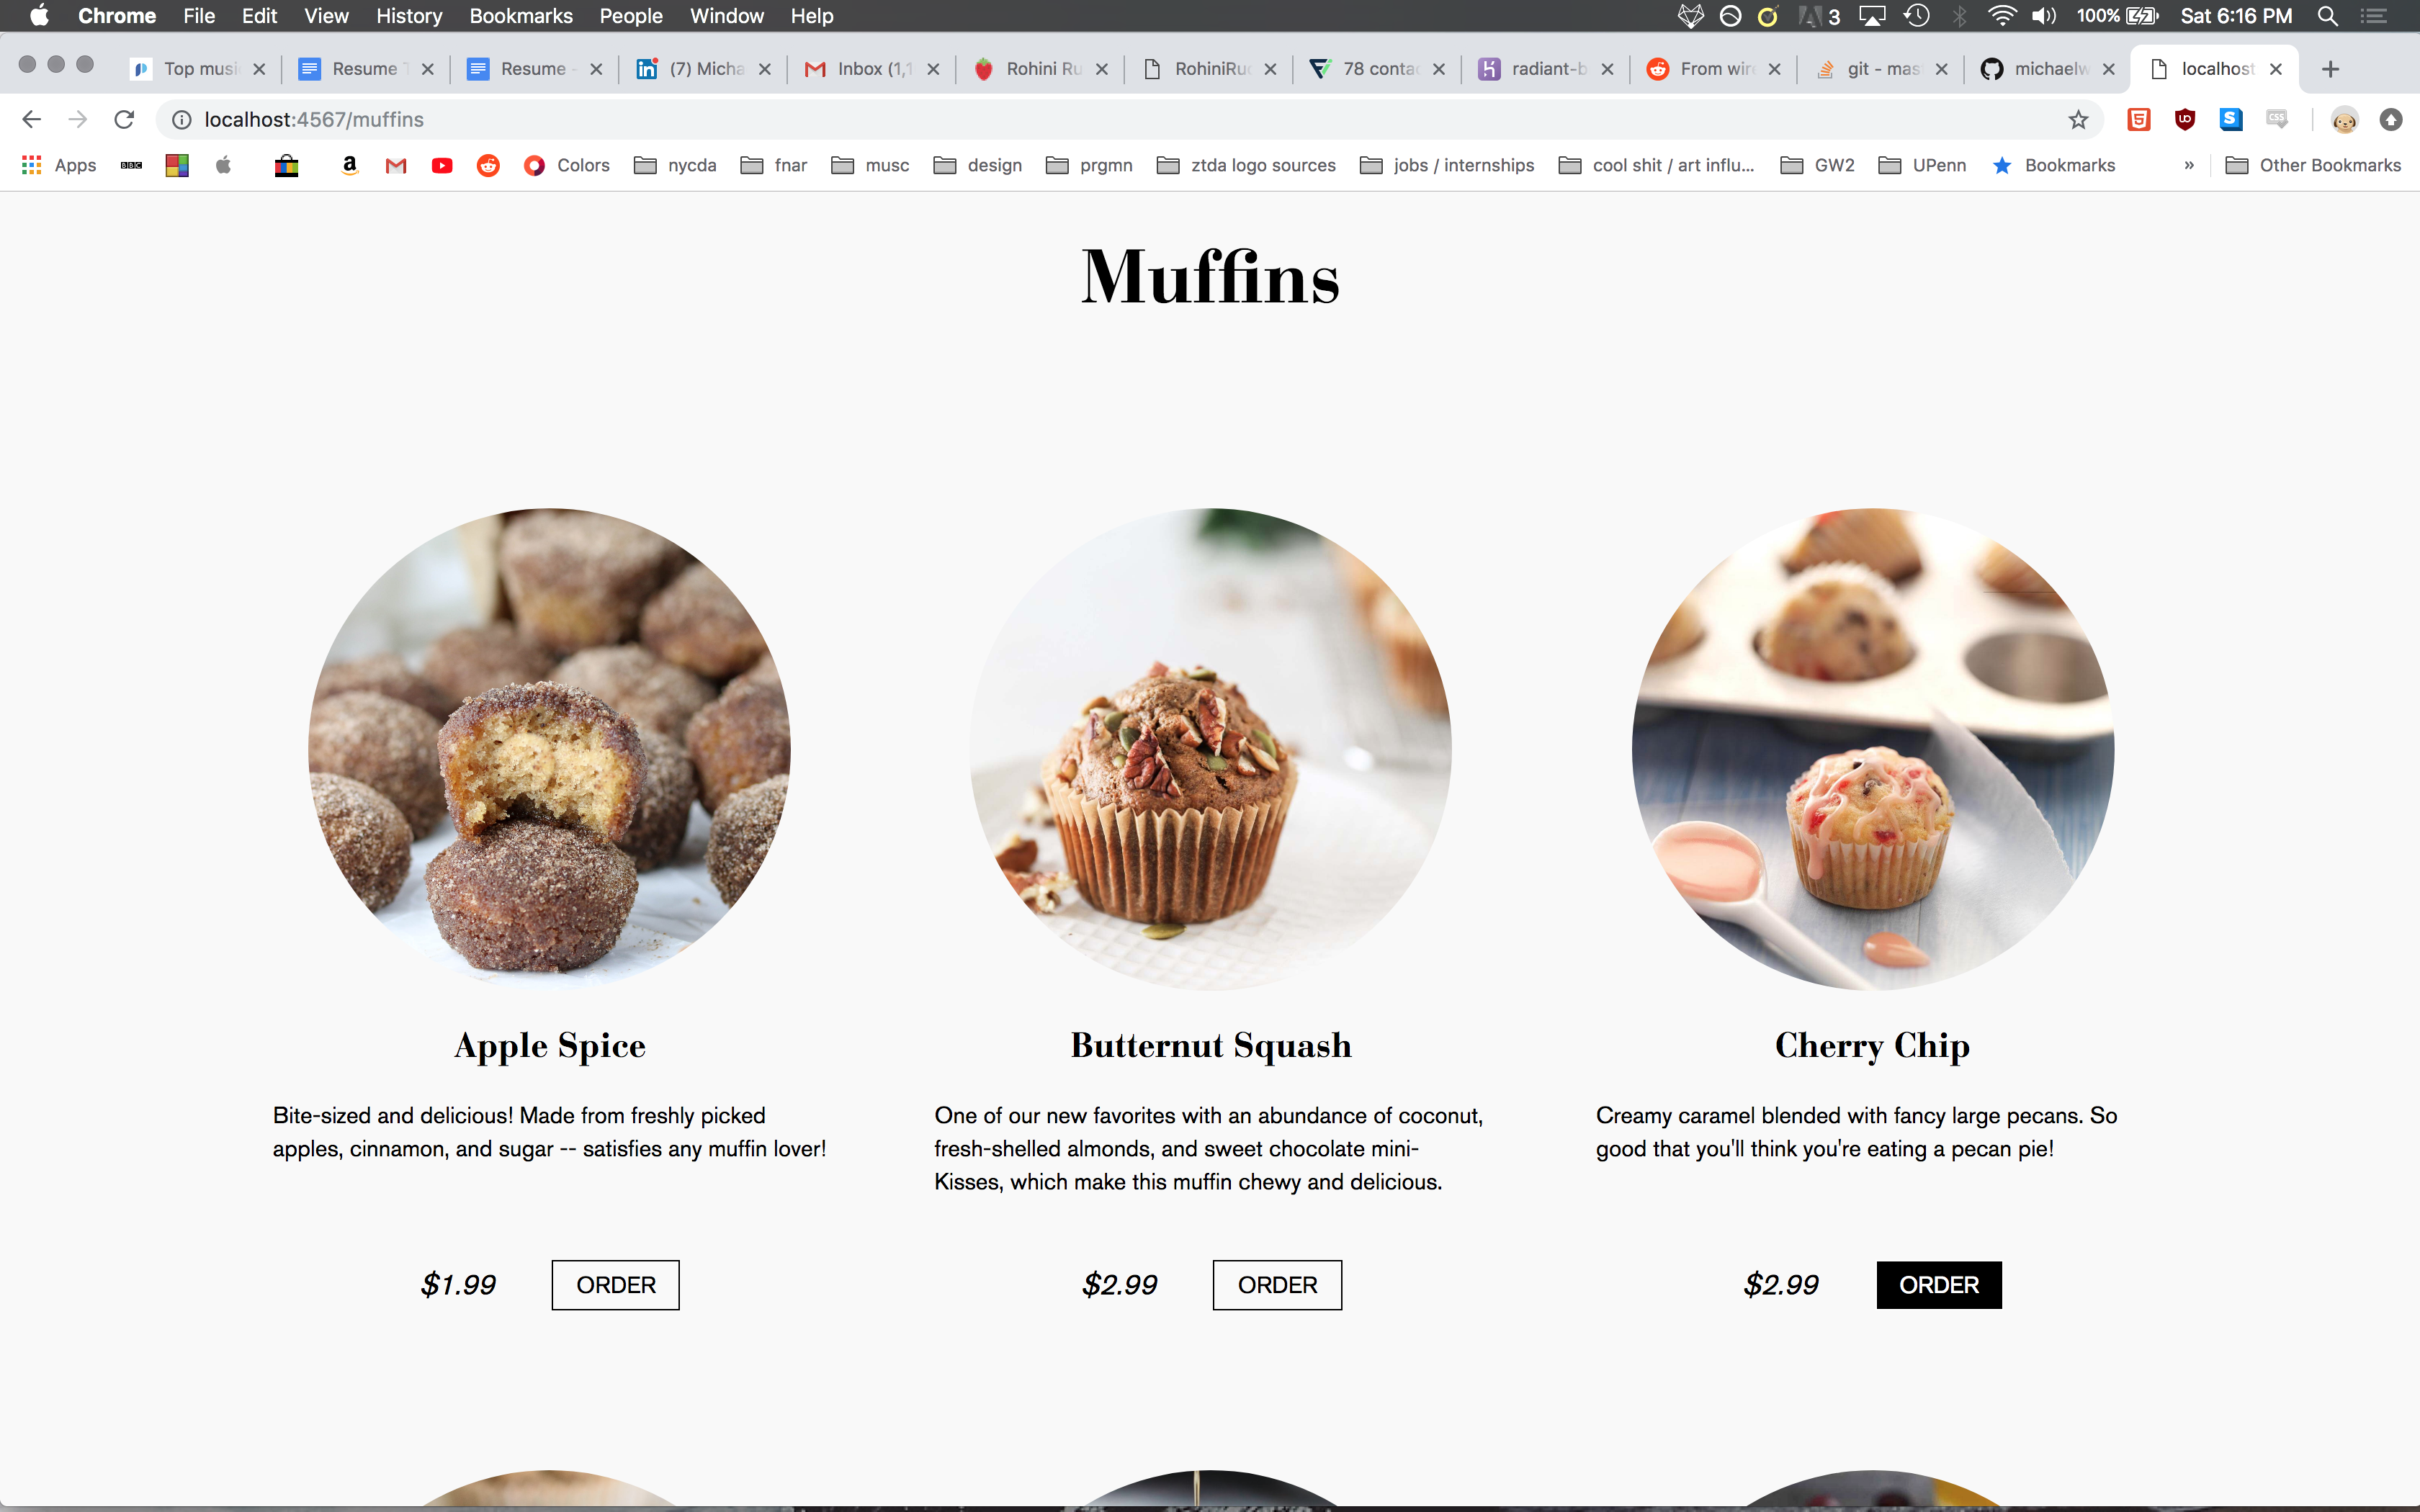 Chrome File Edit View History Bookmarks People Window Help 3 100% Sat 6:16 PM
Top musi Resume T Resume - (7) Micha Inbox (1,1 Rohini Ru RohiniRu 78 conta radiant-b From wire git - mas michaelw localhost
localhost:4567/muffins
Apps BBC Colors nycda fnar musc design prgmn ztda logo sources jobs / internships cool shit / art influ... GW2 UPenn Bookmarks » Other Bookmarks
Muffins
Apple Spice
Bite-sized and delicious! Made from freshly picked
apples, cinnamon, and sugar -- satisfies any muffin lover!
$1.99 ORDER
Butternut Squash
One of our new favorites with an abundance of coconut,
fresh-shelled almonds, and sweet chocolate mini-
Kisses, which make this muffin chewy and delicious.
$2.99 ORDER
Cherry Chip
Creamy caramel blended with fancy large pecans. So
good that you'll think you're eating a pecan pie!
$2.99 ORDER